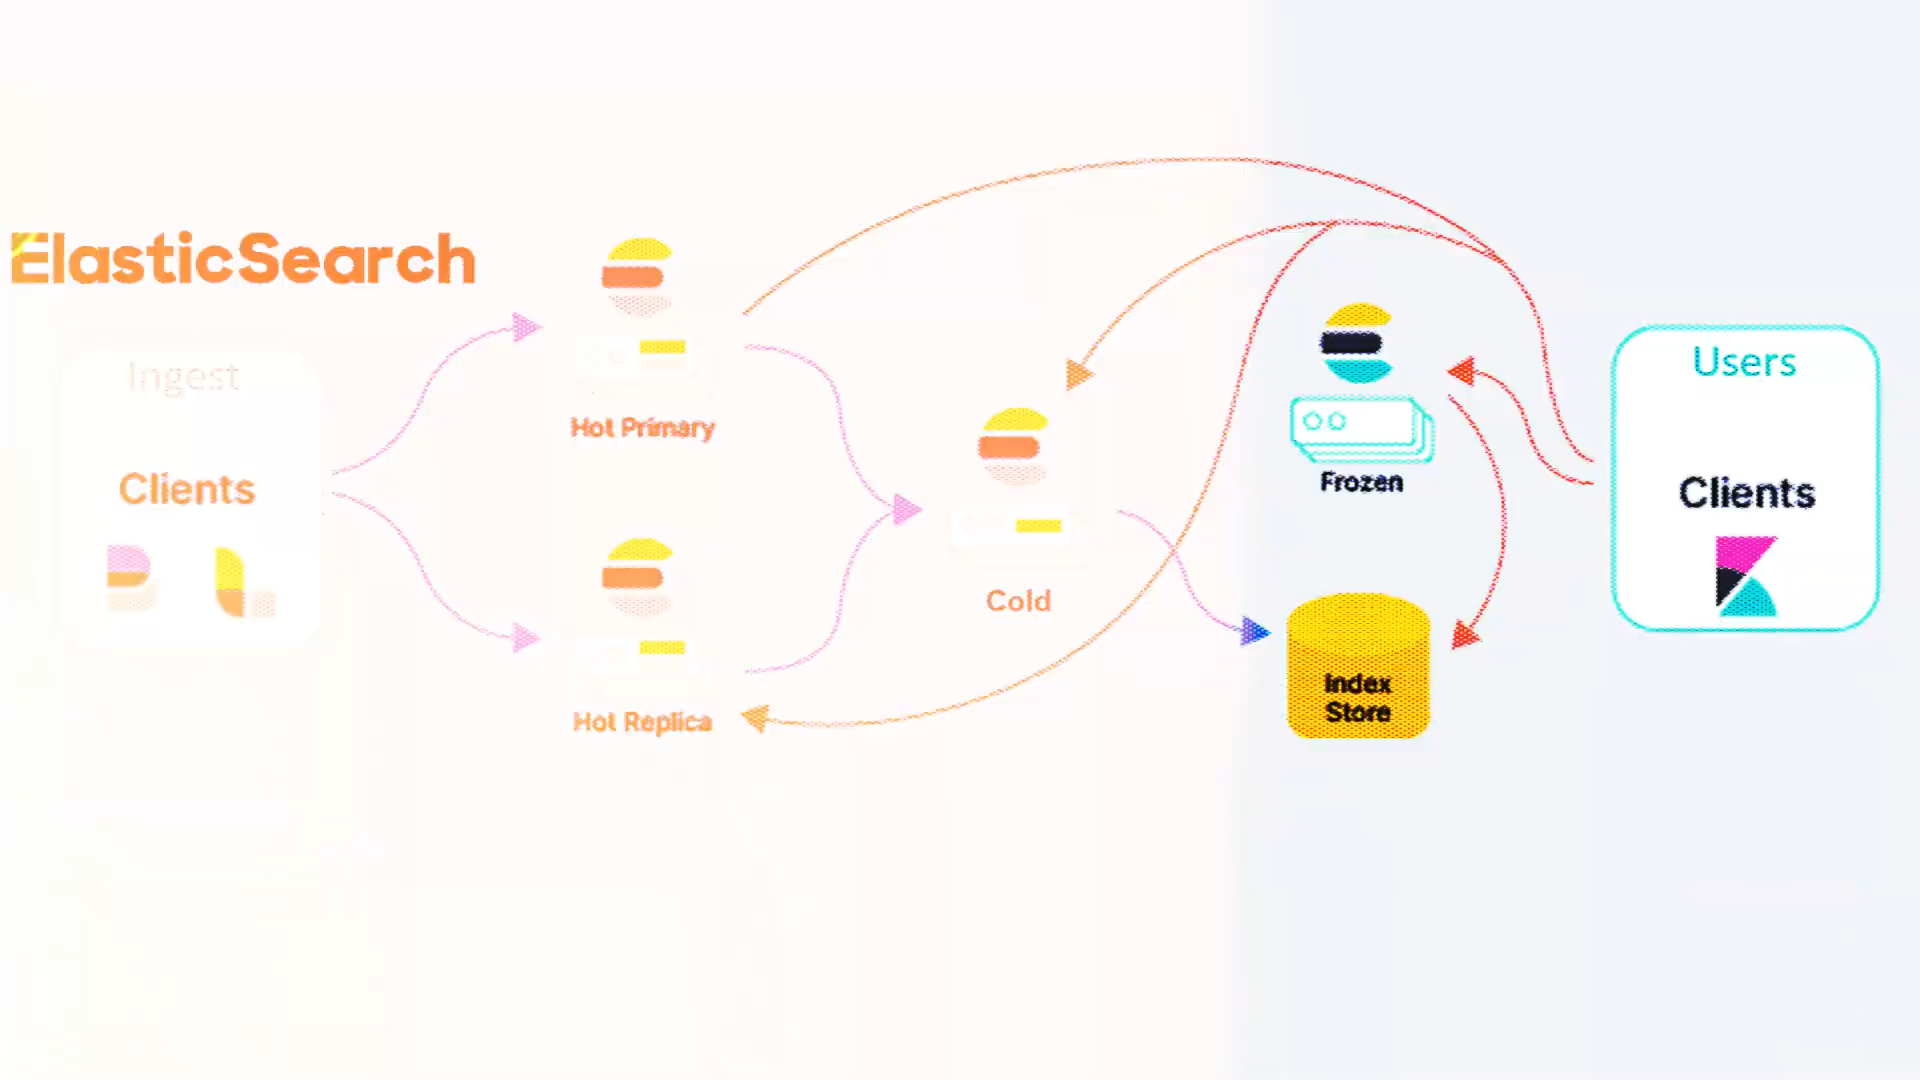 ElasticSearch
Ingest
Clients
Hot Primary
Hot Replica
Cold
Frozen
Index
Store
Users
Clients